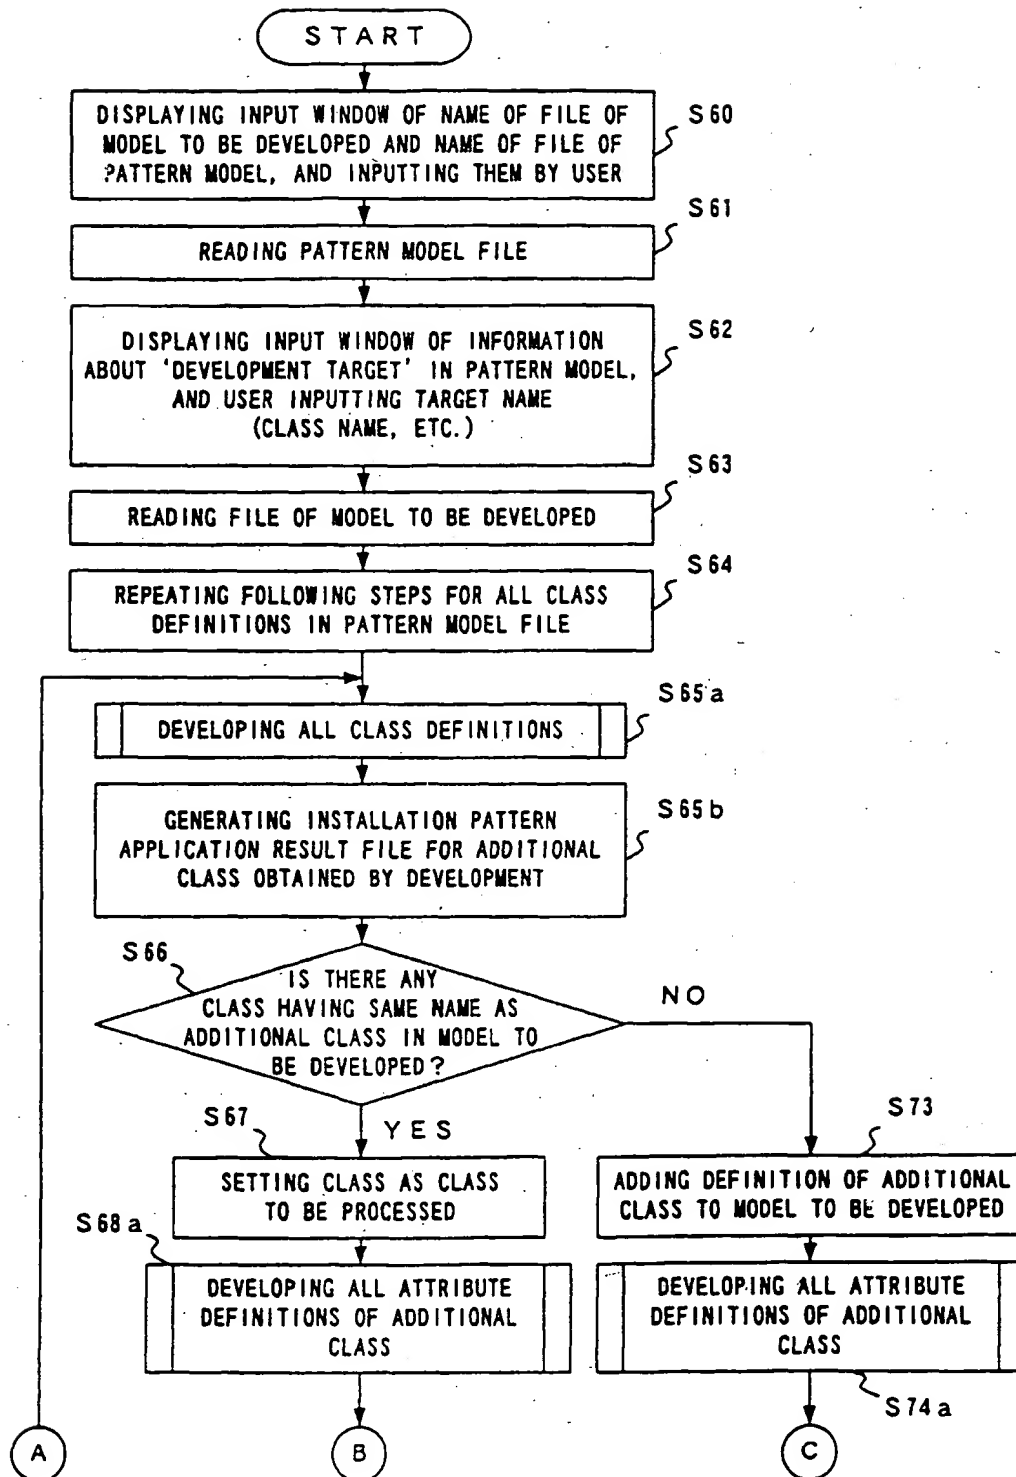 START
DISPLAYING INPUT WINDOW OF NAME OF FILE OF
MODEL TO BE DEVELOPED AND NAME OF FILE OF
PATTERN MODEL, AND INPUTTING THEM BY USER
S60
S61
READING PATTERN MODEL FILE
DISPLAYING INPUT WINDOW OF INFORMATION
ABOUT 'DEVELOPMENT TARGET' IN PATTERN MODEL,
AND USER INPUTTING TARGET NAME
(CLASS NAME, ETC.)
S62
S63
READING FILE OF MODEL TO BE DEVELOPED
S64
REPEATING FOLLOWING STEPS FOR ALL CLASS
DEFINITIONS IN PATTERN MODEL FILE
S65a
DEVELOPING ALL CLASS DEFINITIONS
S65b
GENERATING INSTALLATION PATTERN
APPLICATION RESULT FILE FOR ADDITIONAL
CLASS OBTAINED BY DEVELOPMENT
S66
IS THERE ANY
CLASS HAVING SAME NAME AS
ADDITIONAL CLASS IN MODEL TO
BE DEVELOPED?
NO
YES
S67
SETTING CLASS AS CLASS
TO BE PROCESSED
S73
ADDING DEFINITION OF ADDITIONAL
CLASS TO MODEL TO BE DEVELOPED
S68a
DEVELOPING ALL ATTRIBUTE
DEFINITIONS OF ADDITIONAL
CLASS
DEVELOPING ALL ATTRIBUTE
DEFINITIONS OF ADDITIONAL
CLASS
S74a
A
B
C